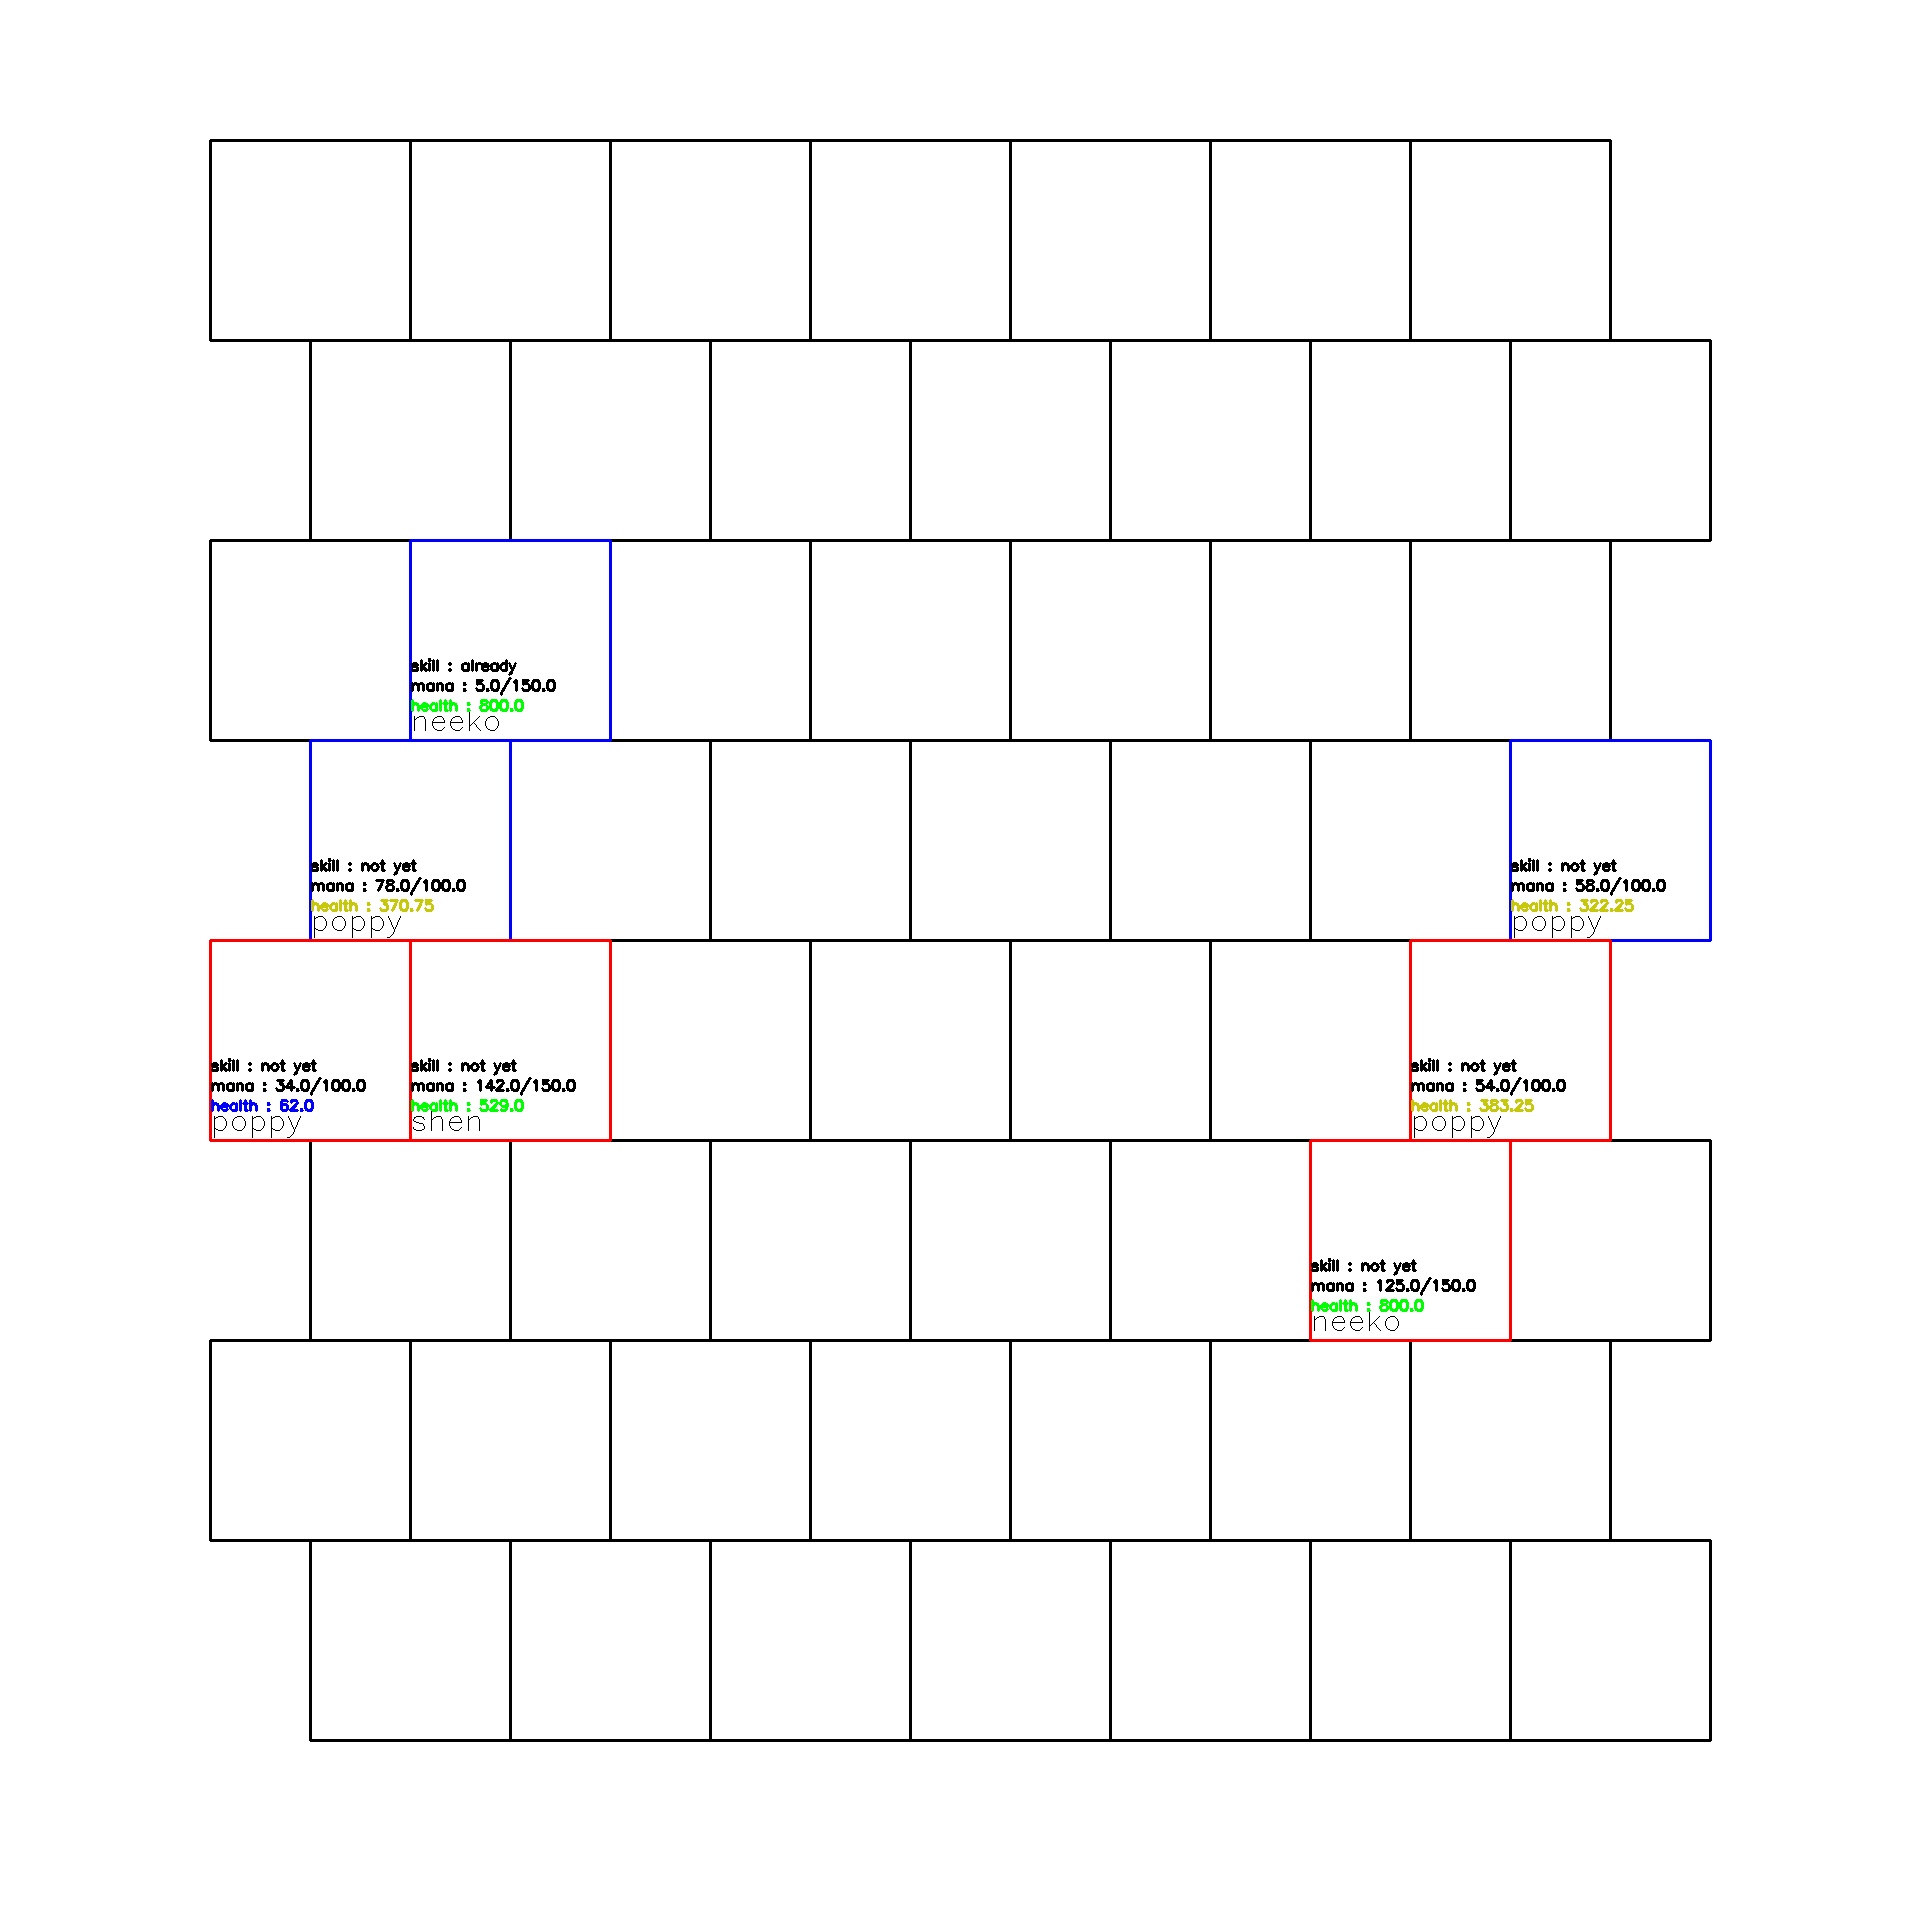 skill : already
mana : 5.0/150.0
health : 800.0
neeko
skill : not yet
mana : 78.0/100.0
health : 370.75
poppy
skill : not yet
mana : 58.0/100.0
health : 322.25
poppy
skill : not yet
mana : 34.0/100.0
health : 62.0
poppy
skill : not yet
mana : 142.0/150.0
health : 529.0
shen
skill : not yet
mana : 54.0/100.0
health : 383.25
poppy
skill : not yet
mana : 125.0/150.0
health : 800.0
neeko